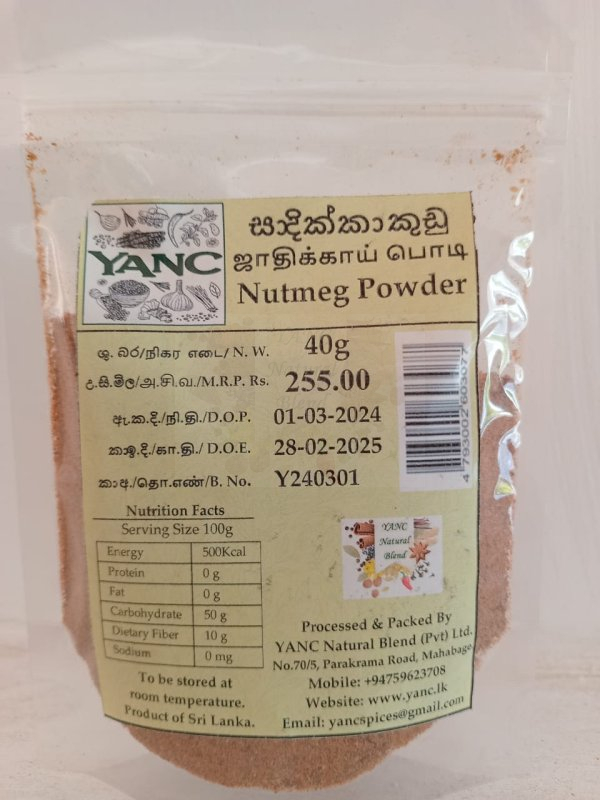 YANC
සාදික්කාකුඩු
ஜாதிக்காய் பொடி
Nutmeg Powder
ශු. බර/நிகர எடை/ N. W. 40g
උ.සි.මිල/அ.சி.வ./M.R.P. Rs. 255.00
ඇ.ක.දි./நி.தி./D.O.P. 01-03-2024
කාඉ.දි./கா.தி./ D.O.E. 28-02-2025
කාඅ./தொ.எண்/B. No. Y240301
4 793002 603077
Nutrition Facts
Serving Size 100g
Energy 500Kcal
Protein 0 g
Fat 0 g
Carbohydrate 50 g
Dietary Fiber 10 g
Sodium 0 mg
To be stored at
room temperature.
Product of Sri Lanka.
YANC
Natural
Blend
Processed & Packed By
YANC Natural Blend (Pvt) Ltd.
No.70/5, Parakrama Road, Mahabage.
Mobile: +94759623708
Website: www.yanc.lk
Email: yancspices@gmail.com